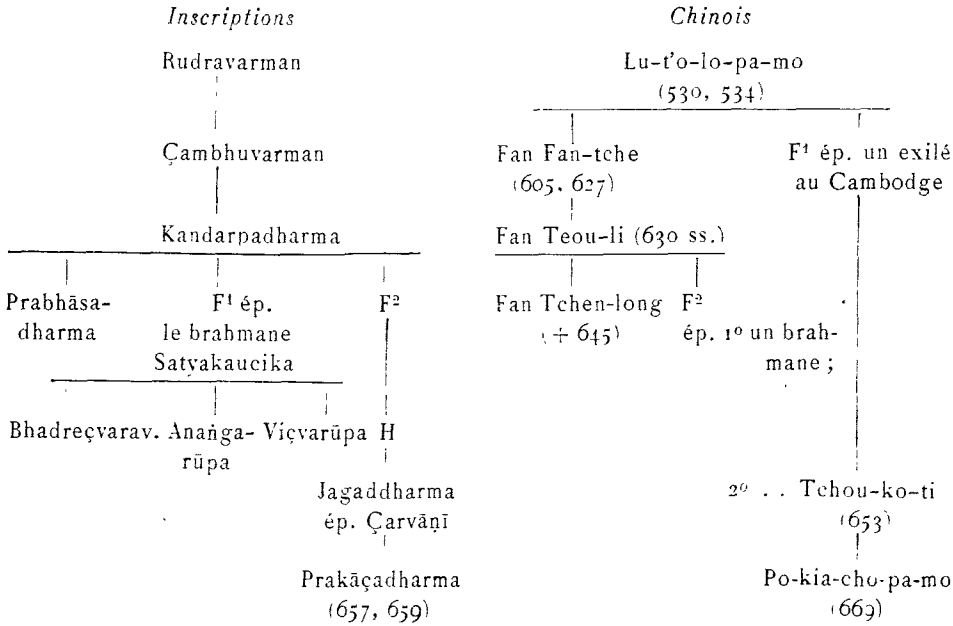 Inscriptions
Rudravarman
Çambhuvarman
Kandarpadharma
Prabhāsa-
dharma
F¹ ép.
le brahmane
Satyakaucika
F²
Bhadreçvarav. Anaṅga- Viçvarūpa H
rūpa
Jagaddharma
ép. Çarvāṇī
Prakāçadharma
(657, 659)
Chinois
Lu-t'o-lo-pa-mo
(530, 534)
Fan Fan-tche
(605, 627)
F¹ ép. un exilé
au Cambodge
Fan Teou-li (630 ss.)
Fan Tchen-long
(+ 645)
F²
ép. 1º un brah-
mane ;
2º . . Tchou-ko-ti
(653)
Po-kia-cho-pa-mo
(669)